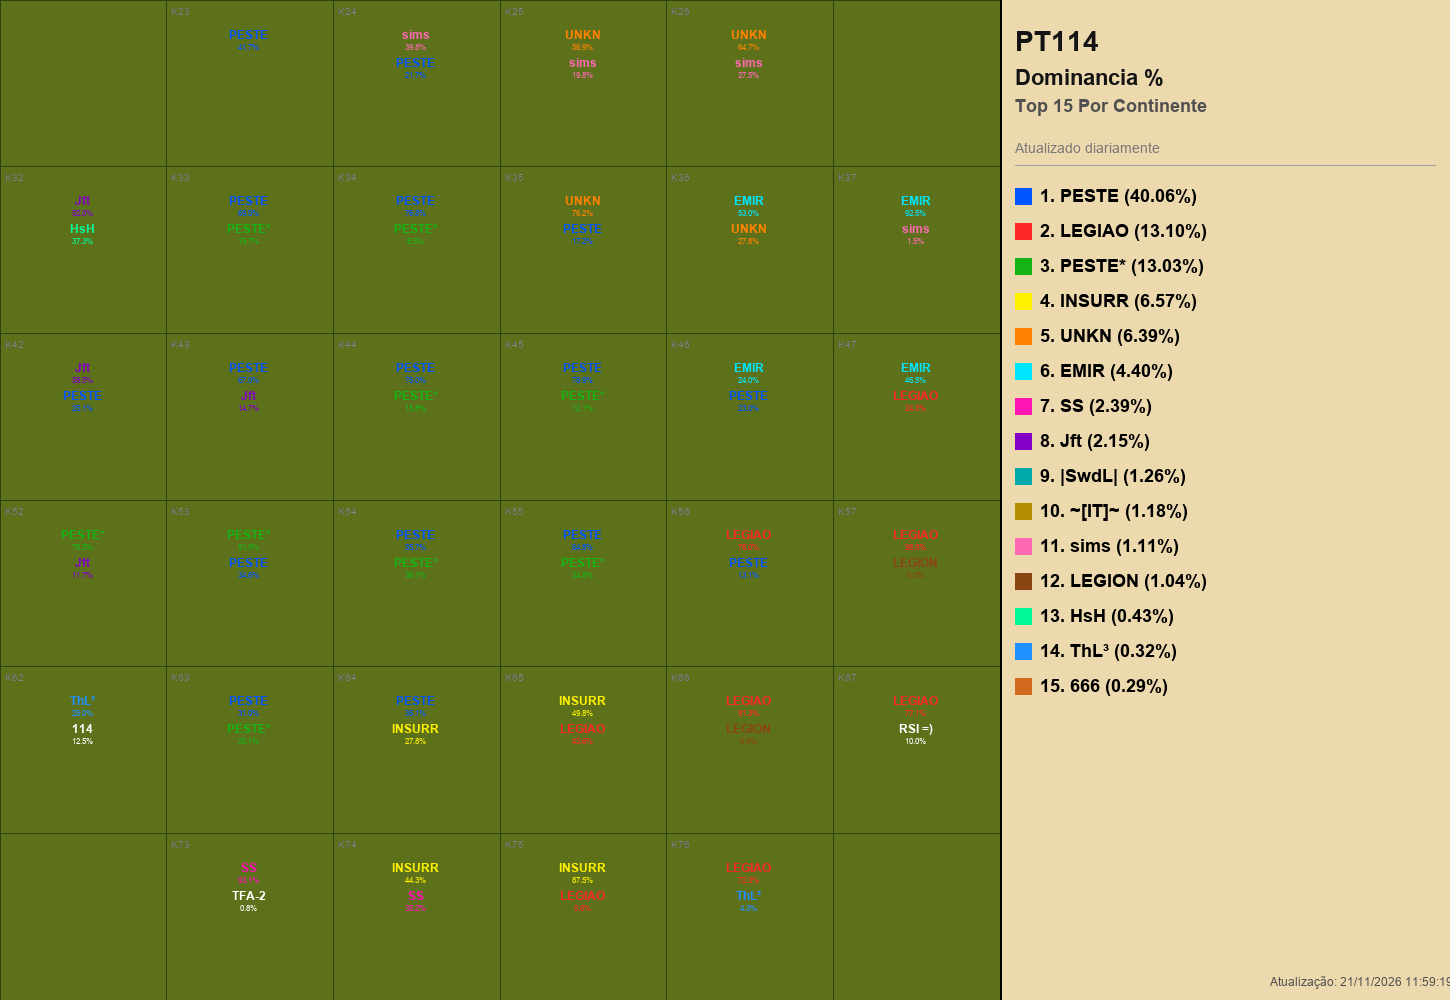 K23
PESTE
K24
sims
39.8%
PESTE
21.7%
K25
UNKN
56.9%
sims
19.8%
K26
UNKN
64.7%
sims
27.5%
K32
Jft
52.0%
HsH
37.3%
K33
PESTE
PESTE*
K34
PESTE
PESTE*
K35
UNKN
76.2%
PESTE
K36
EMIR
53.0%
UNKN
27.8%
K37
EMIR
92.5%
sims
1.5%
K42
Jft
PESTE
K43
PESTE
Jft
14.7%
K44
PESTE
PESTE*
K45
PESTE
PESTE*
K46
EMIR
24.0%
PESTE
K47
EMIR
46.5%
LEGIAO
K52
PESTE*
Jft
11.7%
K53
PESTE*
PESTE
K54
PESTE
PESTE*
K55
PESTE
PESTE*
K56
LEGIAO
PESTE
K57
LEGIAO
LEGION
K62
ThL³
114
12.5%
K63
PESTE
PESTE*
K64
PESTE
INSURR
27.8%
K65
INSURR
49.8%
LEGIAO
K66
LEGIAO
LEGION
K67
LEGIAO
RSI =)
10.0%
K73
SS
TFA-2
0.8%
K74
INSURR
44.3%
SS
K75
INSURR
87.5%
LEGIAO
K76
LEGIAO
ThL³
PT114
Dominancia %
Top 15 Por Continente
Atualizado diariamente
1. PESTE (40.06%)
2. LEGIAO (13.10%)
3. PESTE* (13.03%)
4. INSURR (6.57%)
5. UNKN (6.39%)
6. EMIR (4.40%)
7. SS (2.39%)
8. Jft (2.15%)
9. |SwdL| (1.26%)
10. ~[IT]~ (1.18%)
11. sims (1.11%)
12. LEGION (1.04%)
13. HsH (0.43%)
14. ThL³ (0.32%)
15. 666 (0.29%)
Atualização: 21/11/2026 11:59:19